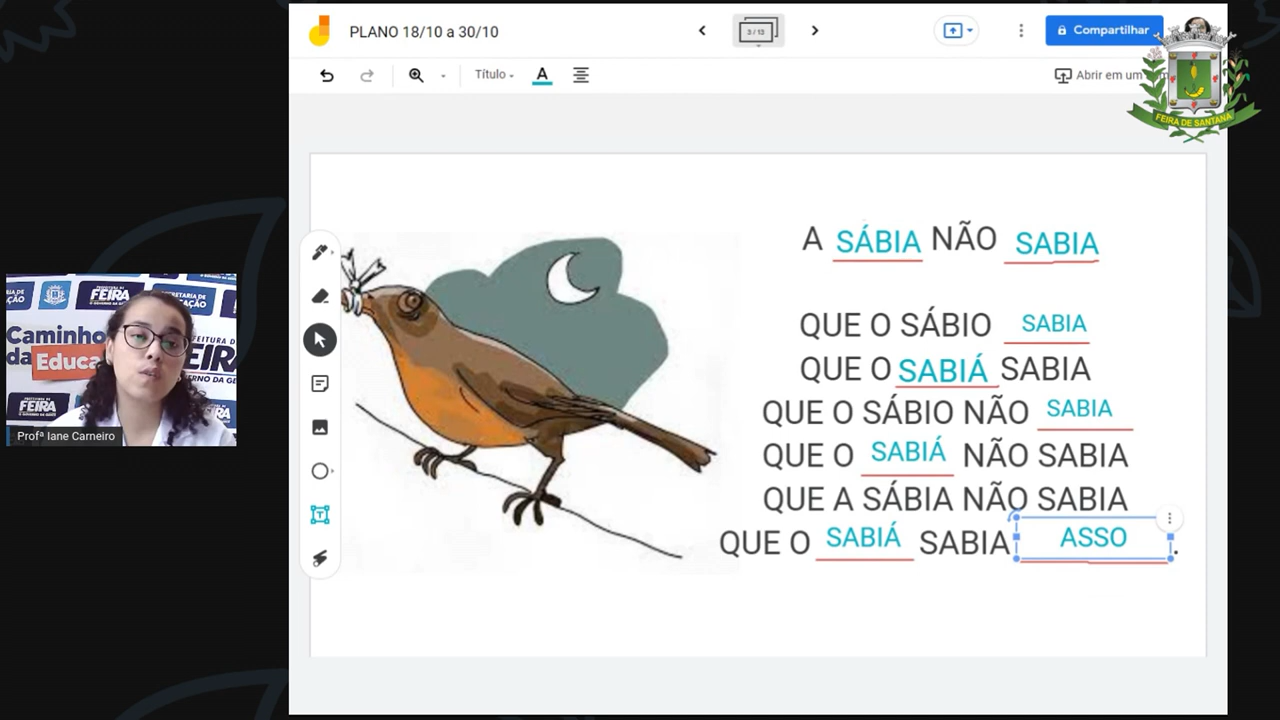 PLANO 18/10 a 30/10
3 / 13
Compartilhar
Título
A
Abrir em um
FEIRA DE SANTANA
A SÁBIA NÃO SABIA
QUE O SÁBIO SABIA
QUE O SABIÁ SABIA
QUE O SÁBIO NÃO SABIA
QUE O SABIÁ NÃO SABIA
QUE A SÁBIA NÃO SABIA
QUE O SABIÁ SABIA ASSO.
FEIRA
Caminho
da Educa
FEIRA
Profª Iane Carneiro